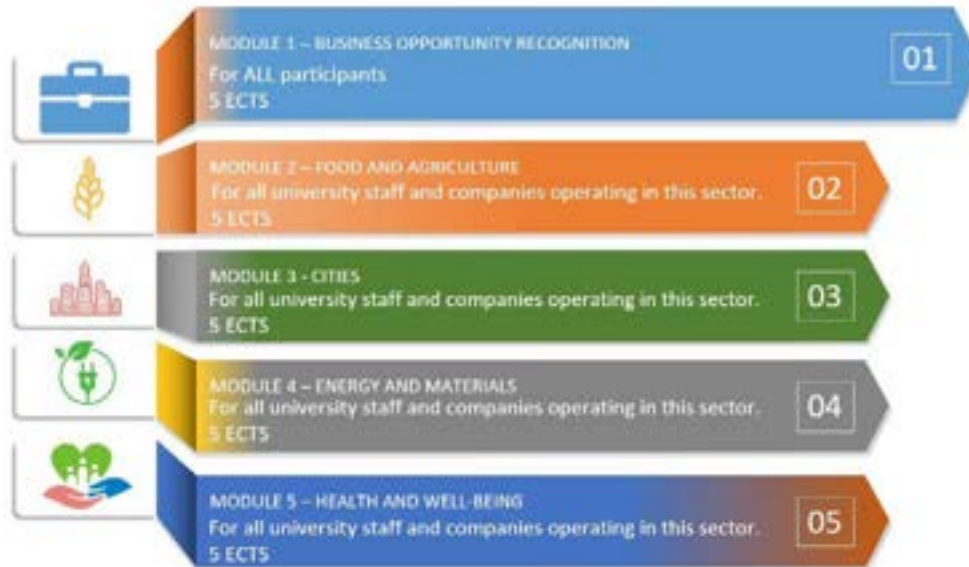 MODULE 1 – BUSINESS OPPORTUNITY RECOGNITION
For ALL participants
5 ECTS
01
MODULE 2 – FOOD AND AGRICULTURE
For all university staff and companies operating in this sector.
5 ECTS
02
MODULE 3 - CITIES
For all university staff and companies operating in this sector.
5 ECTS
03
MODULE 4 – ENERGY AND MATERIALS
For all university staff and companies operating in this sector.
5 ECTS
04
MODULE 5 – HEALTH AND WELL-BEING
For all university staff and companies operating in this sector.
5 ECTS
05